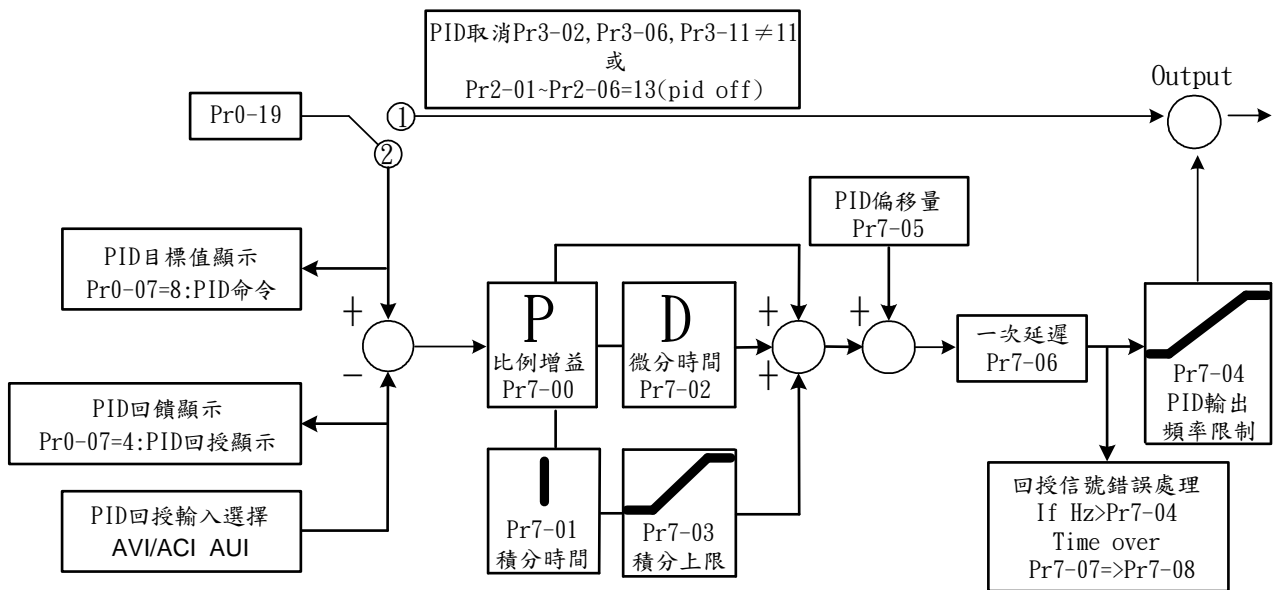 PID取消Pr3-02,Pr3-06,Pr3-11≠11
或
Pr2-01~Pr2-06=13(pid off)
Output
Pr0-19
1
2
PID偏移量
Pr7-05
PID目標值顯示
Pr0-07=8:PID命令
+
−
P
比例增益
Pr7-00
D
微分時間
Pr7-02
+
+
+
一次延遲
Pr7-06
Pr7-04
PID輸出
頻率限制
PID回饋顯示
Pr0-07=4:PID回授顯示
PID回授輸入選擇
AVI/ACI AUI
I
Pr7-01
積分時間
Pr7-03
積分上限
回授信號錯誤處理
If Hz>Pr7-04
Time over
Pr7-07=>Pr7-08